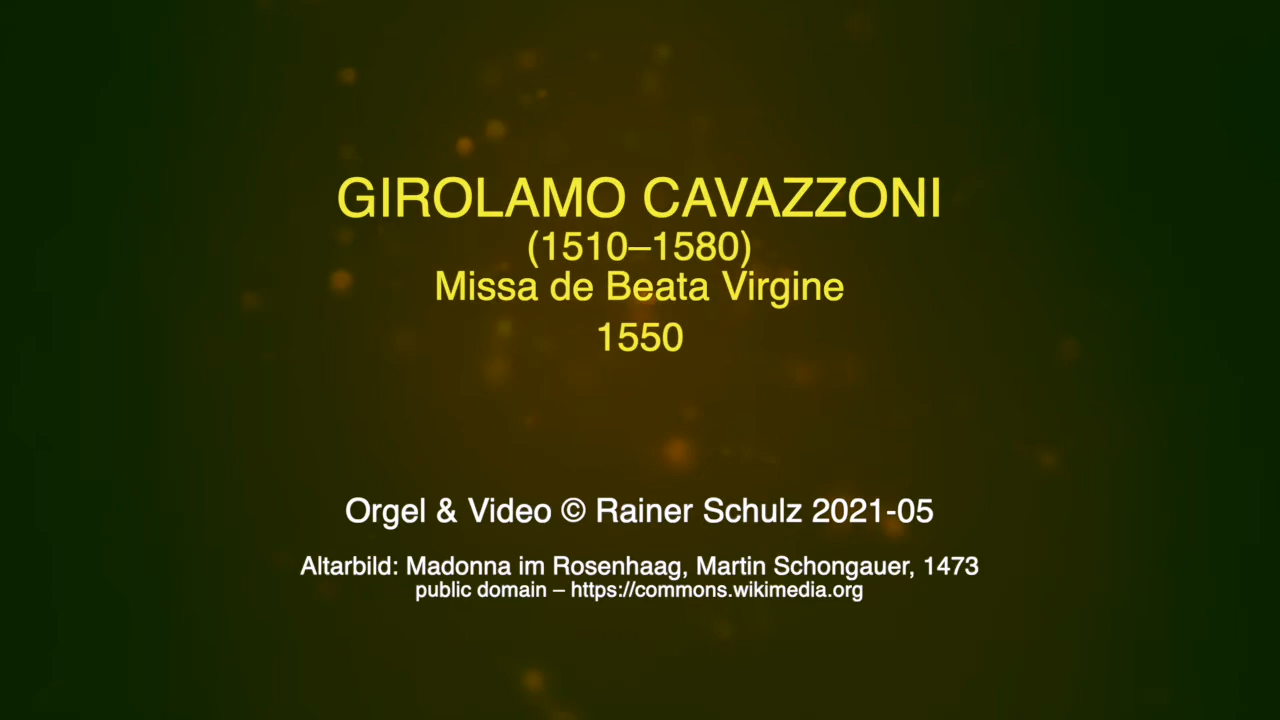 GIROLAMO CAVAZZONI
(1510–1580)
Missa de Beata Virgine
1550
Orgel & Video © Rainer Schulz 2021-05
Altarbild: Madonna im Rosenhaag, Martin Schongauer, 1473
public domain – https://commons.wikimedia.org